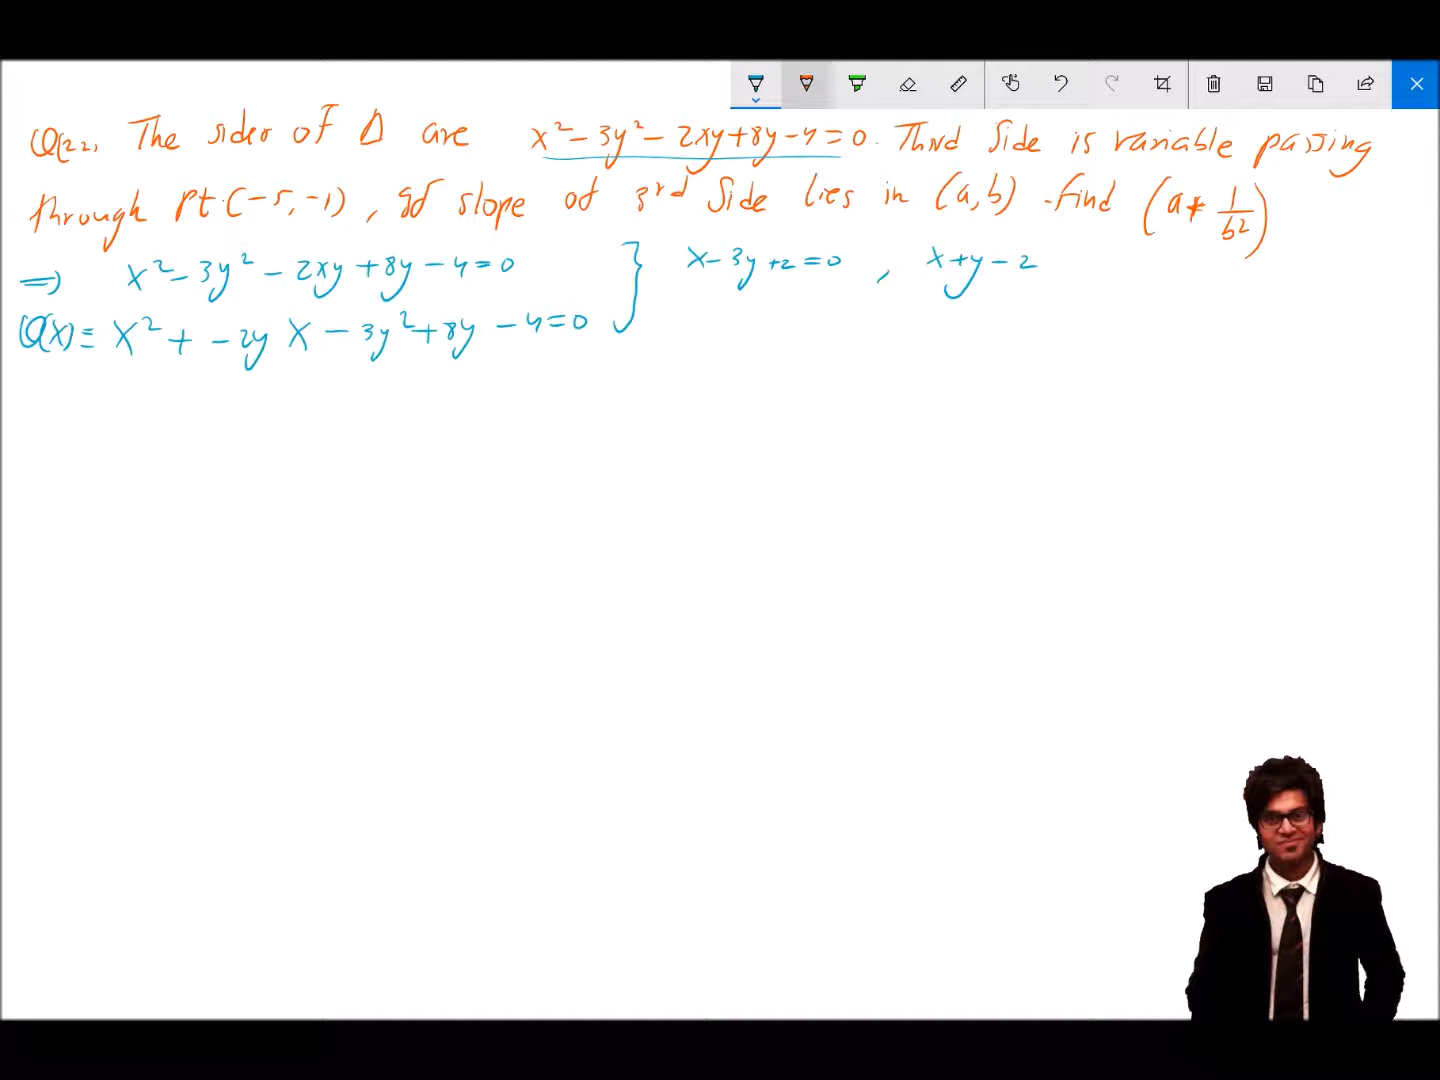 Q22. The sides of Δ are x² - 3y² - 2xy + 8y - 4 = 0. Third Side is variable passing
through pt. (-5, -1), If slope of 3rd Side lies in (a, b) . find (a + 1/b²)
⇒ x² - 3y² - 2xy + 8y - 4 = 0 } x - 3y + 2 = 0 , x + y - 2
Q(x) ≡ x² + - 2y x - 3y² + 8y - 4 = 0